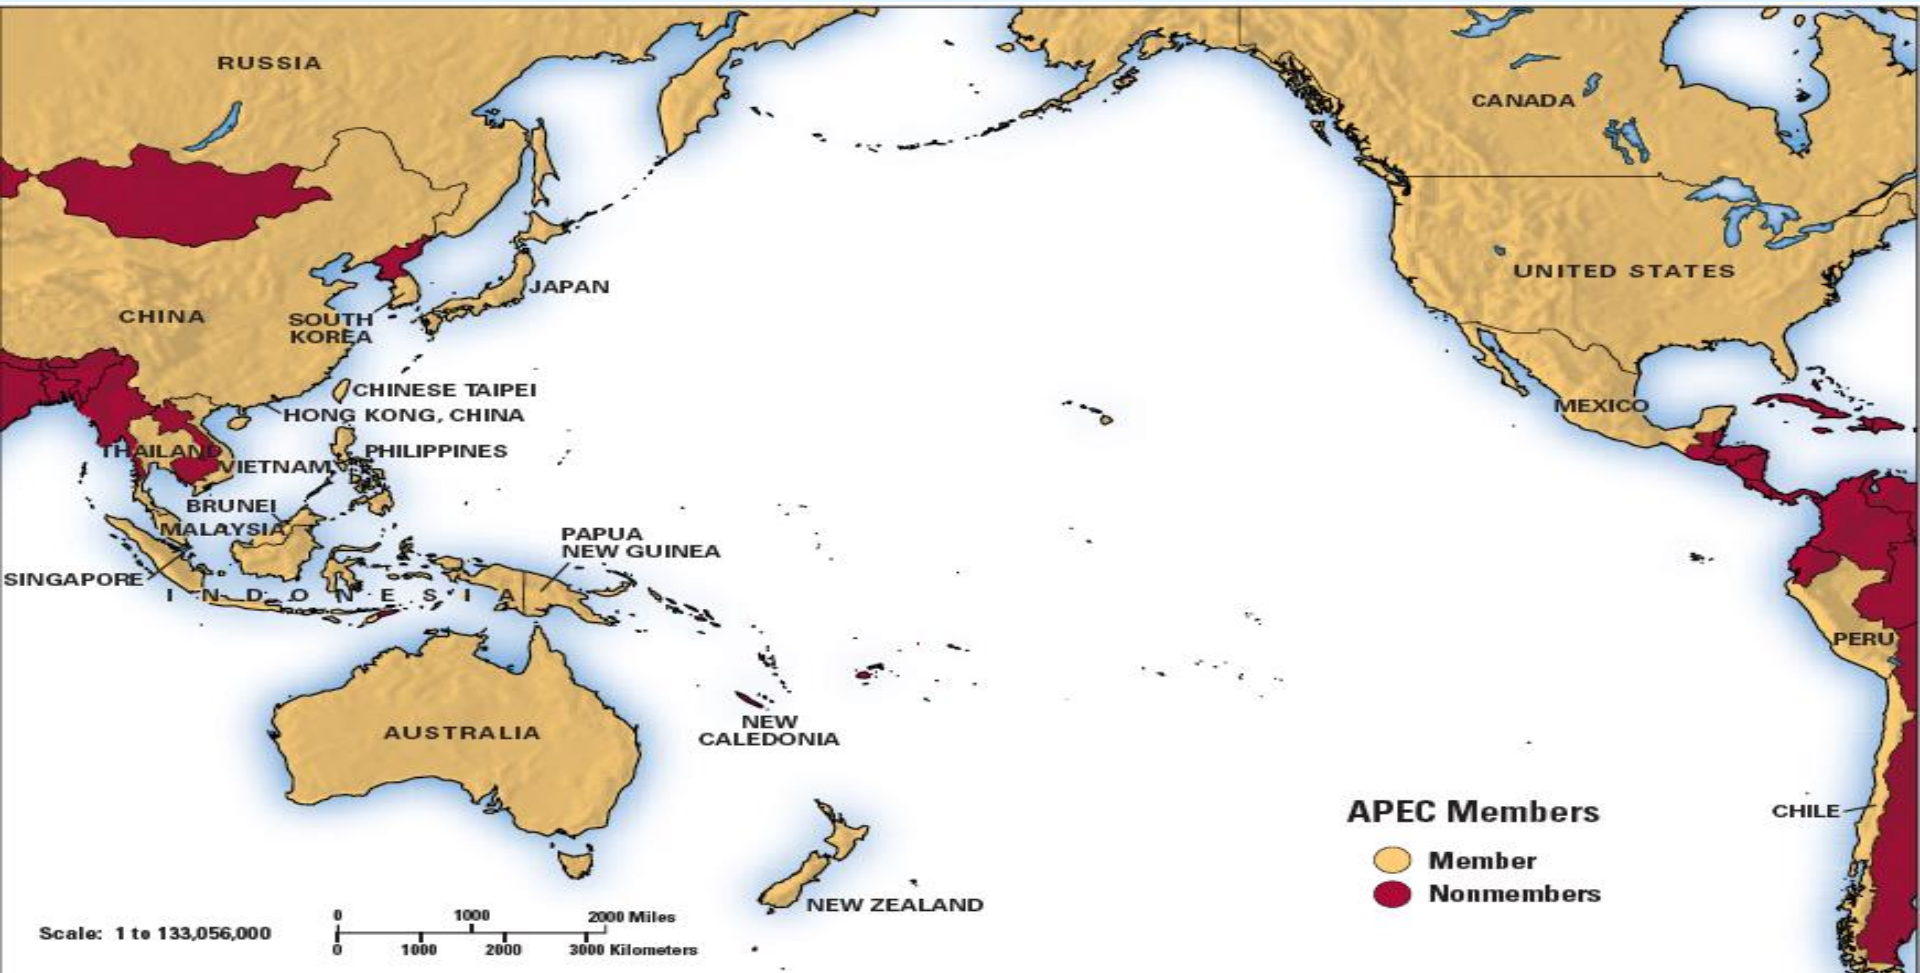 RUSSIA
CANADA
UNITED STATES
JAPAN
CHINA
SOUTH
KOREA
CHINESE TAIPEI
MEXICO
HONG KONG, CHINA
THAILAND
PHILIPPINES
VIETNAM
BRUNEI
MALAYSIA
PAPUA
NEW GUINEA
SINGAPORE
INDONESIA
PERU
NEW
CALEDONIA
AUSTRALIA
APEC Members
CHILE
Member
Nonmembers
NEW ZEALAND
0 1000 2000 Miles
Scale: 1 to 133,056,000
0 1000 2000 3000 Kilometers